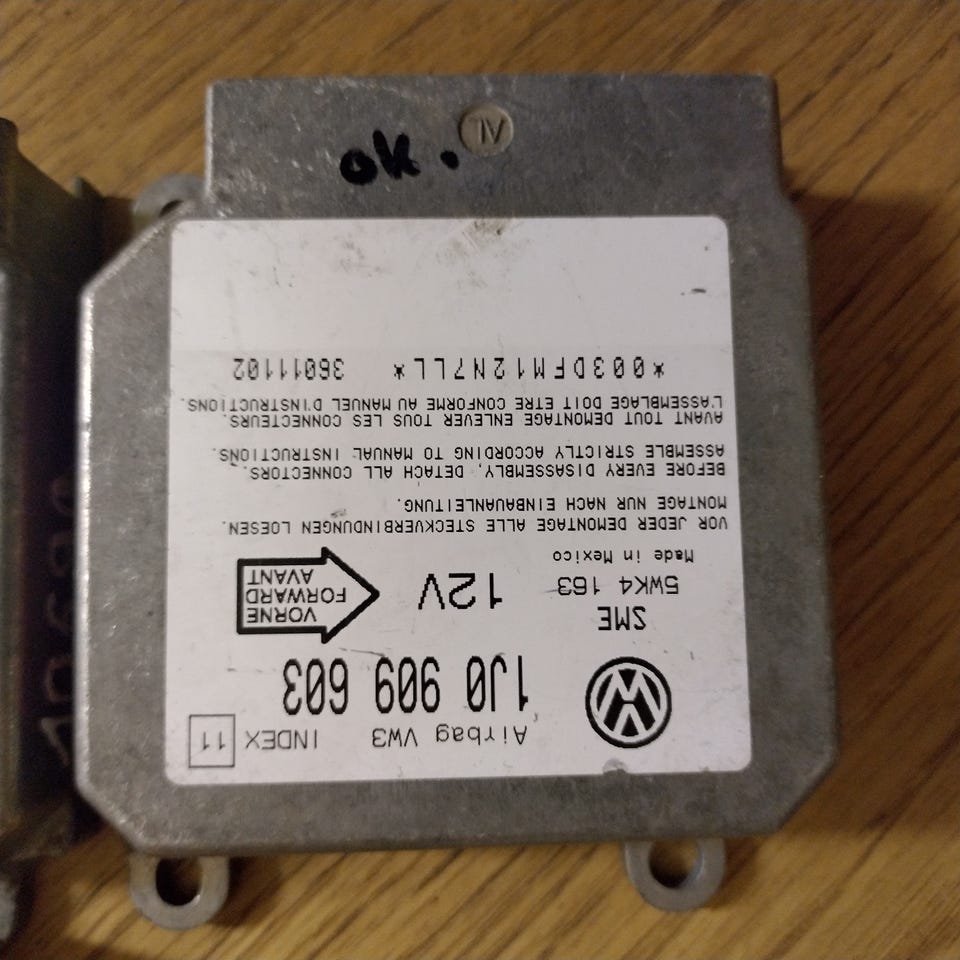 Airbag VW3 INDEX 11
1J0 909 603
SME
5WK4 163 12V
Made in Mexico
VORNE
FORWARD
AVANT
VOR JEDER DEMONTAGE ALLE STECKVERBINDUNGEN LOESEN.
MONTAGE NUR NACH EINBAUANLEITUNG.
BEFORE EVERY DISASSEMBLY, DETACH ALL CONNECTORS.
ASSEMBLE STRICTLY ACCORDING TO MANUAL INSTRUCTIONS.
AVANT TOUT DEMONTAGE ENLEVER TOUS LES CONNECTEURS.
L'ASSEMBLAGE DOIT ETRE CONFORME AU MANUEL D'INSTRUCTIONS.
*003DFM12N7LL* 36011102
AL
ok.